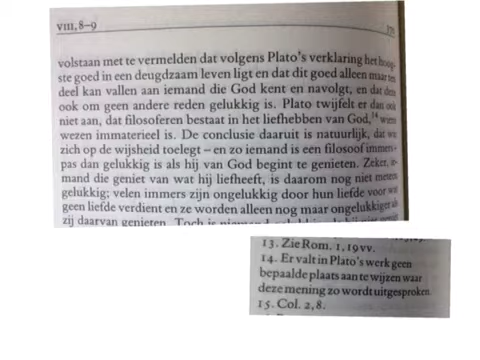 VIII, 8–9
volstaan met te vermelden dat volgens Plato's verklaring het hoog-
ste goed in een deugdzaam leven ligt en dat dit goed alleen maar ten
deel kan vallen aan iemand die God kent en navolgt, en dat deze
ook om geen andere reden gelukkig is. Plato twijfelt er dan ook
niet aan, dat filosoferen bestaat in het liefhebben van God,¹⁴ wiens
wezen immaterieel is. De conclusie daaruit is natuurlijk, dat wie
zich op de wijsheid toelegt – en zo iemand is een filosoof immers –
pas dan gelukkig is als hij van God begint te genieten. Zeker, ie-
mand die geniet van wat hij liefheeft, is daarom nog niet meteen
gelukkig; velen immers zijn ongelukkig door hun liefde voor wat
geen liefde verdient en ze worden alleen nog maar ongelukkiger als
zij daarvan genieten. Toch is
13. Zie Rom. 1, 19 vv.
14. Er valt in Plato's werk geen
bepaalde plaats aan te wijzen waar
deze mening zo wordt uitgesproken.
15. Col. 2, 8.